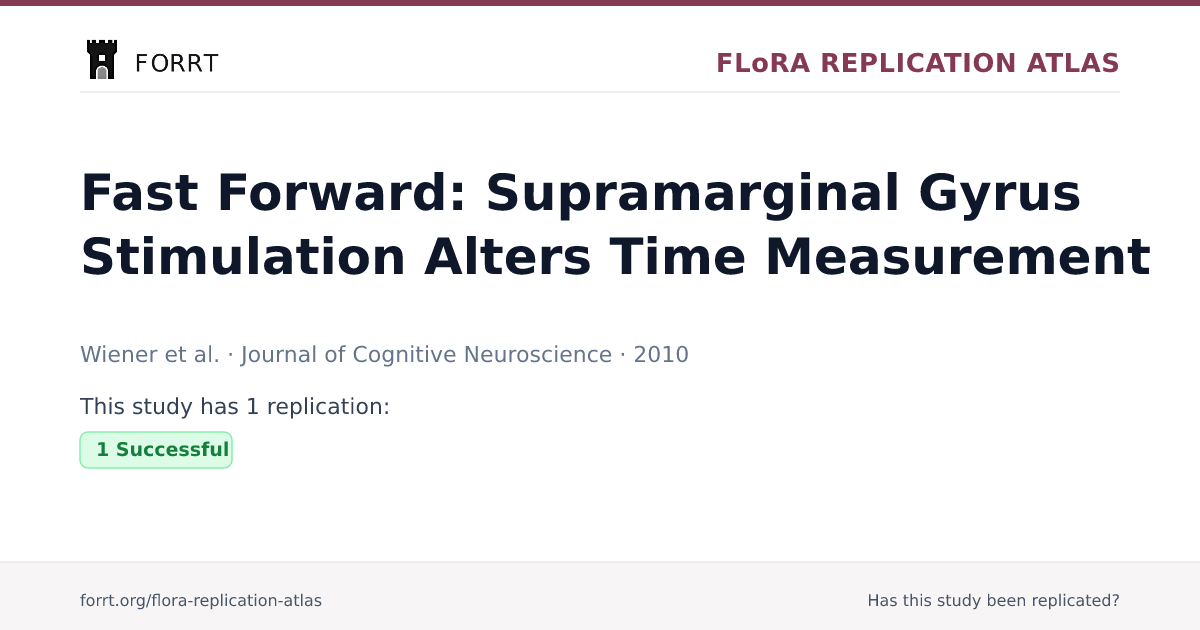 FORRT
FLoRA REPLICATION ATLAS
Fast Forward: Supramarginal Gyrus
Stimulation Alters Time Measurement
Wiener et al. · Journal of Cognitive Neuroscience · 2010
This study has 1 replication:
1 Successful
forrt.org/flora-replication-atlas
Has this study been replicated?